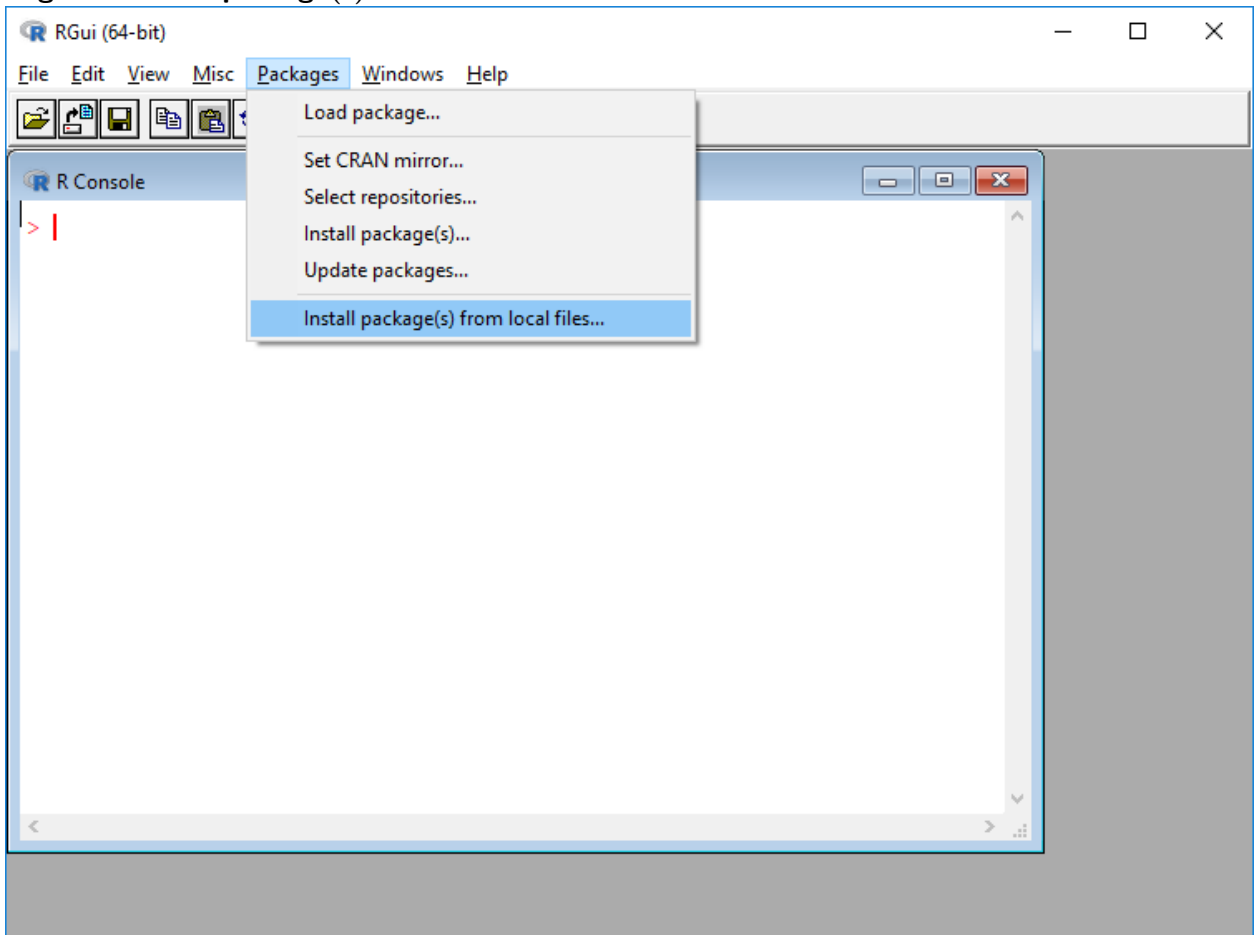 RGui (64-bit)
File Edit View Misc Packages Windows Help
Load package...
Set CRAN mirror...
Select repositories...
Install package(s)...
Update packages...
Install package(s) from local files...
R Console
>